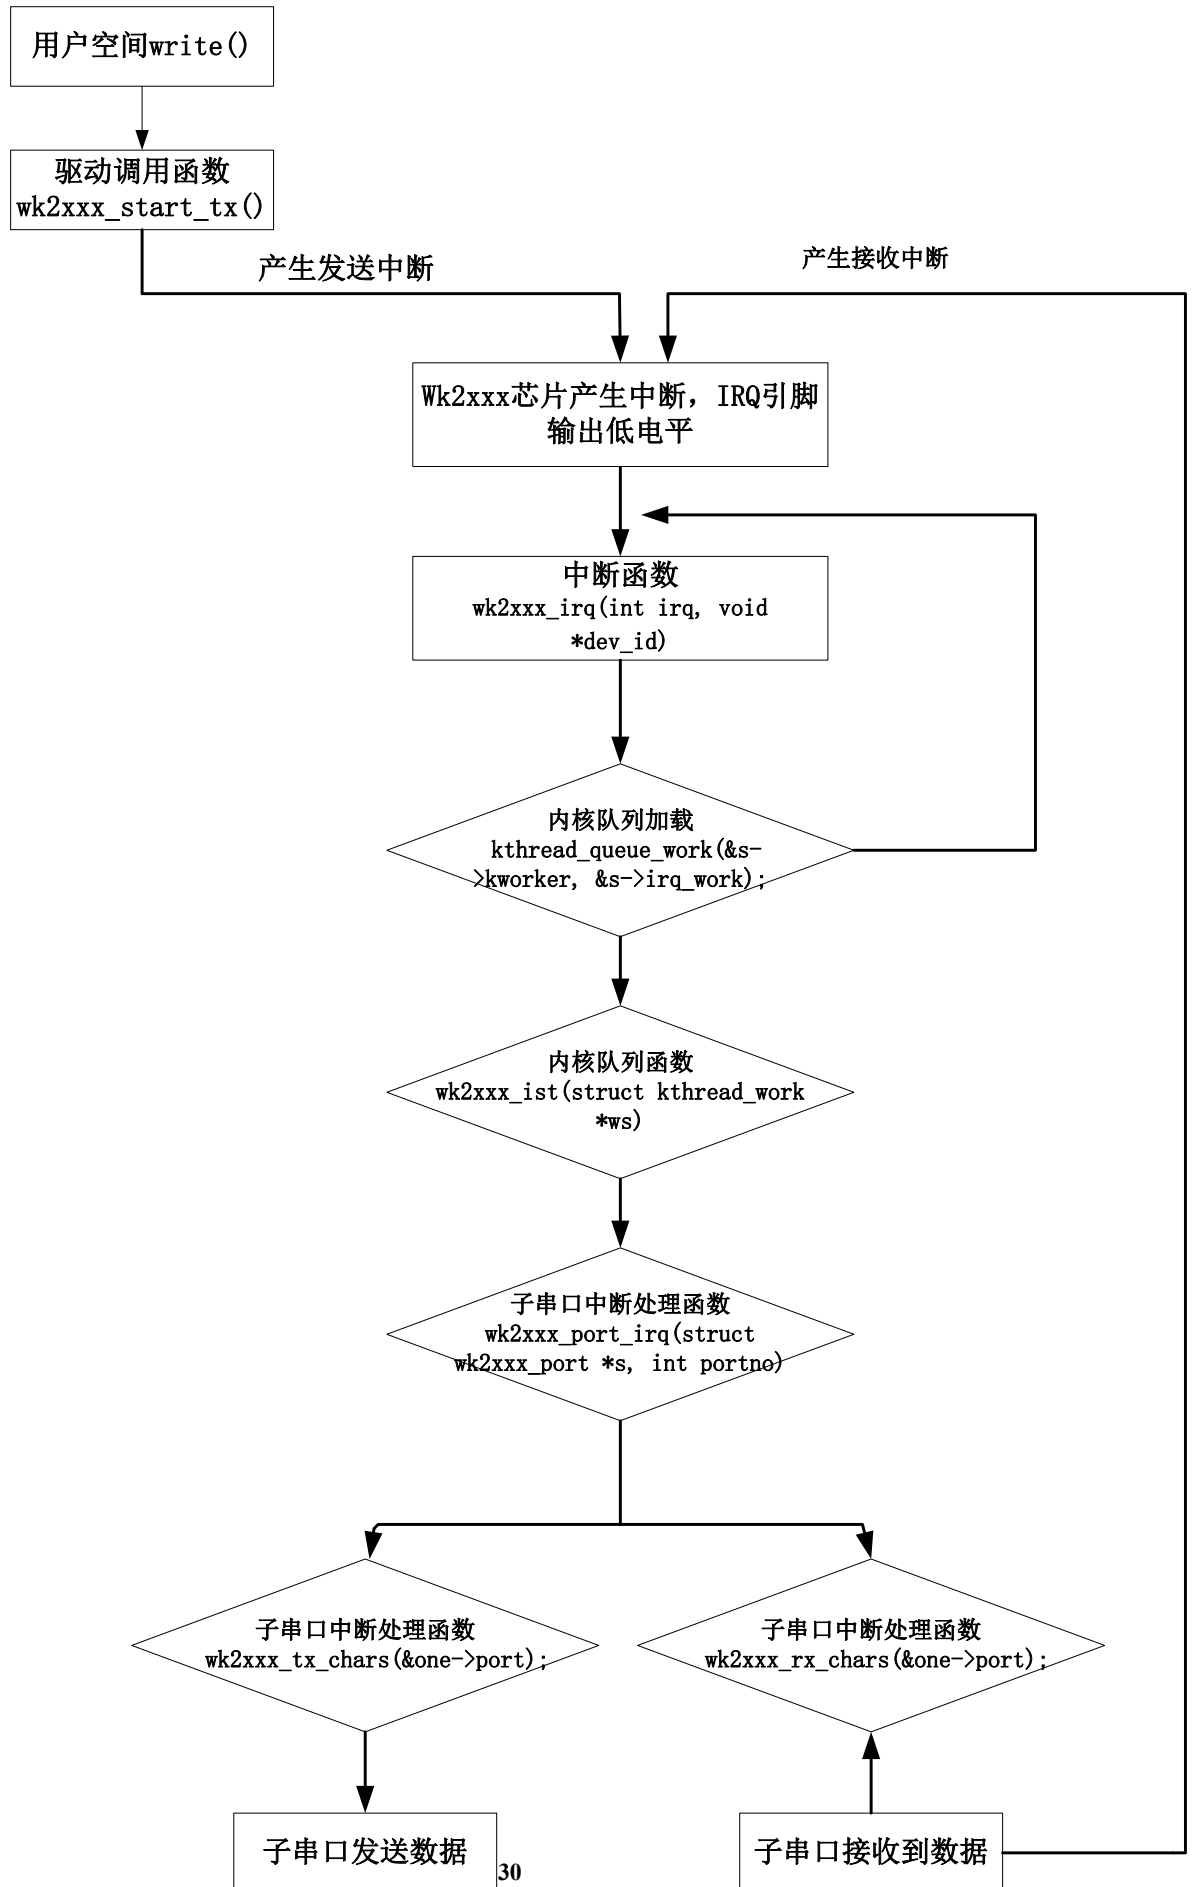 用户空间write()
驱动调用函数
wk2xxx_start_tx()
产生发送中断
产生接收中断
Wk2xxx芯片产生中断，IRQ引脚
输出低电平
中断函数
wk2xxx_irq(int irq, void
*dev_id)
内核队列加载
kthread_queue_work(&s-
>kworker, &s->irq_work);
内核队列函数
wk2xxx_ist(struct kthread_work
*ws)
子串口中断处理函数
wk2xxx_port_irq(struct
wk2xxx_port *s, int portno)
子串口中断处理函数
wk2xxx_tx_chars(&one->port);
子串口中断处理函数
wk2xxx_rx_chars(&one->port);
子串口发送数据
子串口接收到数据
30